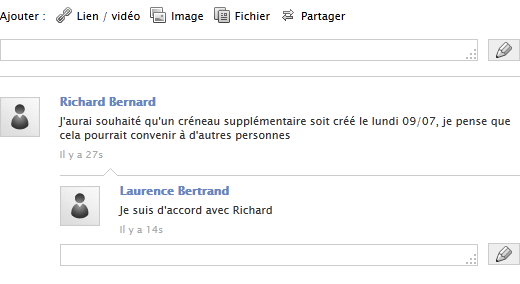 Ajouter : Lien / vidéo Image Fichier Partager
Richard Bernard
J'aurai souhaité qu'un créneau supplémentaire soit créé le lundi 09/07, je pense que
cela pourrait convenir à d'autres personnes
Il y a 27s
Laurence Bertrand
Je suis d'accord avec Richard
Il y a 14s